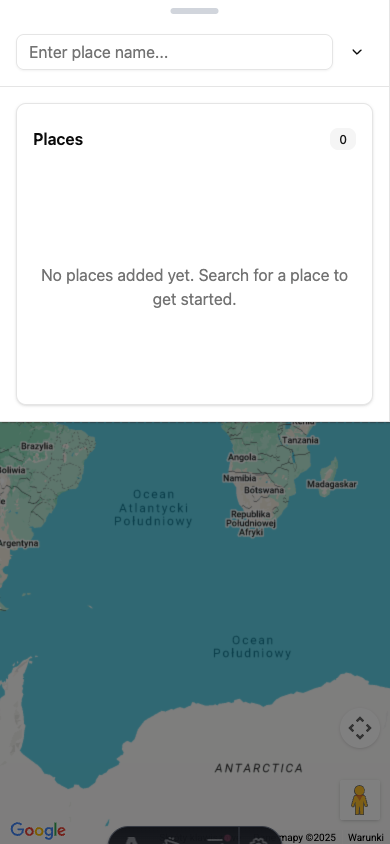 Enter place name...
Places
0
No places added yet. Search for a place to
get started.
Tanzania
Brazylia
Angola
Madagaskar
Namibia
Botswana
Ocean
Atlantycki
Południowy
Republika
Południowej
Afryki
Argentyna
Ocean
Południowy
ANTARCTICA
Google
mapy ©2025
Warunki